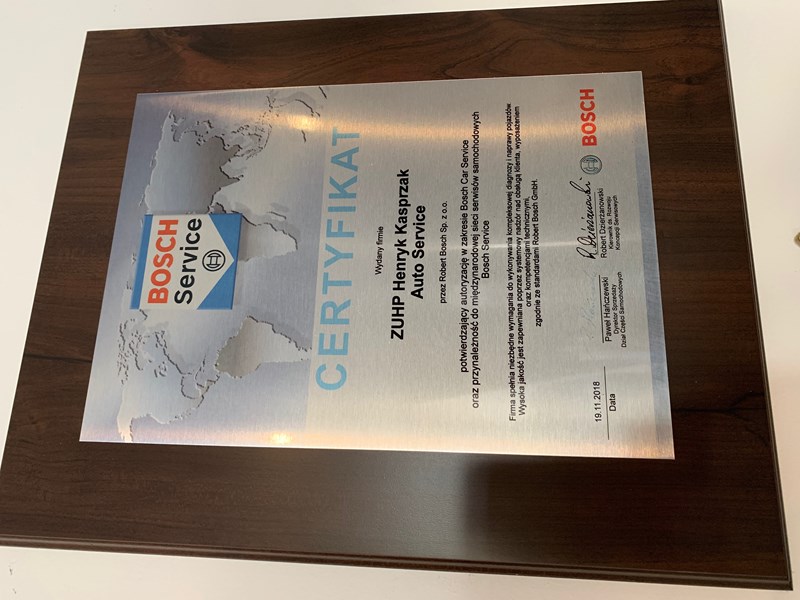 BOSCH
Service
CERTYFIKAT
Wydany firmie
ZUHP Henryk Kasprzak
Auto Service
przez Robert Bosch Sp. z o.o.
potwierdzający autoryzację w zakresie Bosch Car Service
oraz przynależność do międzynarodowej sieci serwisów samochodowych
Bosch Service
Firma spełnia niezbędne wymagania do wykonywania kompleksowej diagnozy i naprawy pojazdów
Wysoka jakość jest zapewniana poprzez systemowy nadzór nad obsługą klienta, wyposażeniem
oraz kompetencjami technicznymi,
zgodnie ze standardami Robert Bosch GmbH.
19.11.2018
Data
Paweł Hańczewski
Dyrektor Sprzedaży
Dział Części Samochodowych
R. Dzierżanowski
Robert Dzierżanowski
Kierownik ds. Rozwoju
Koncepcji Serwisowych
BOSCH